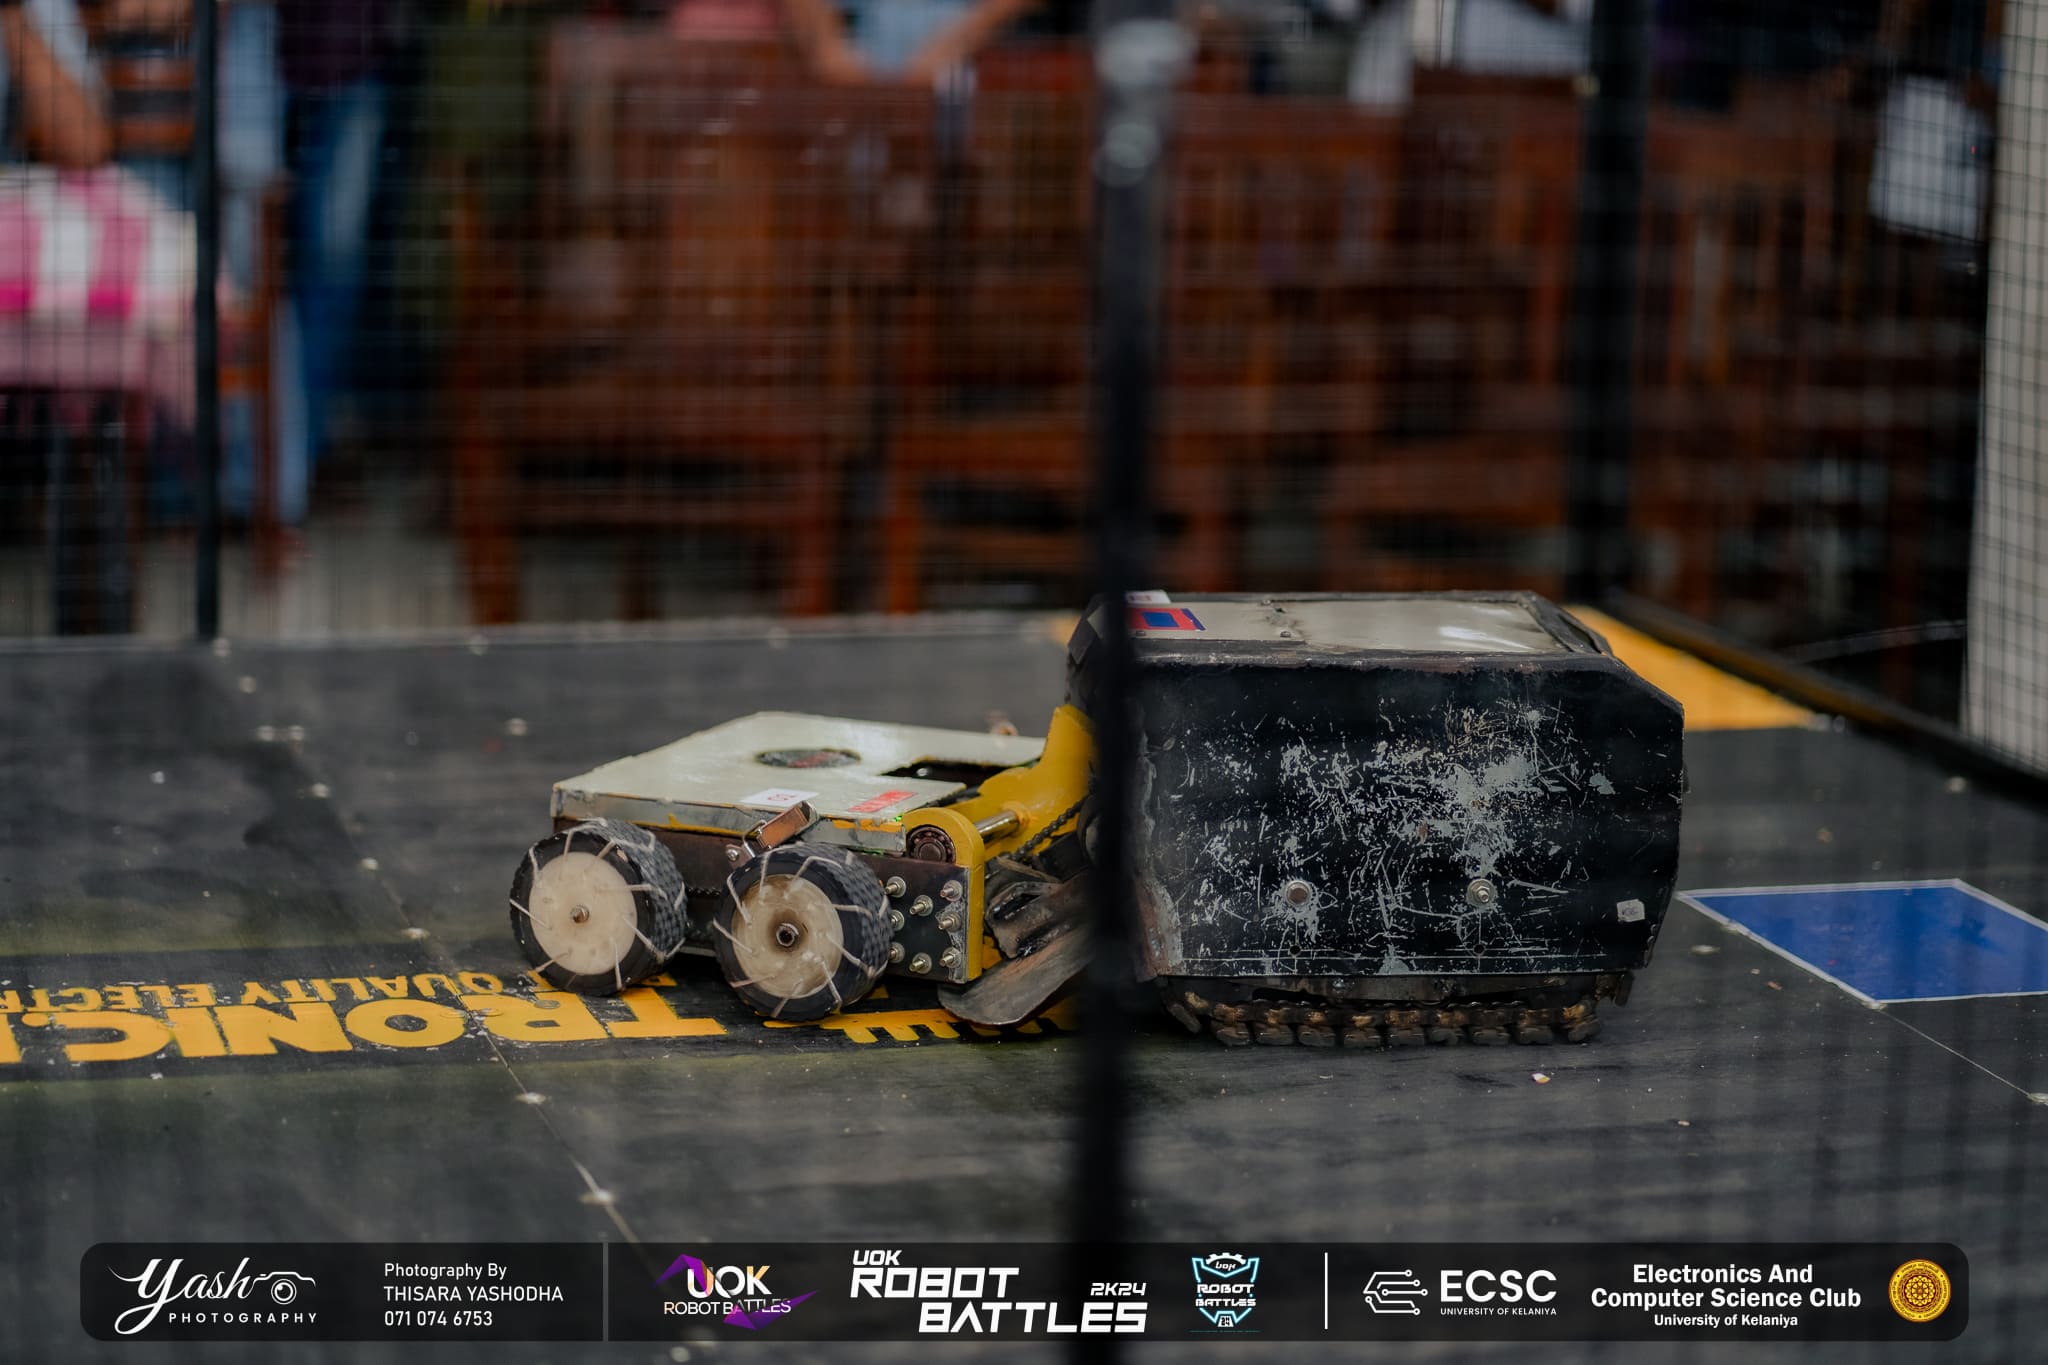 TRONIC
T QUALITY ELECTR
yash
PHOTOGRAPHY
Photography By
THISARA YASHODHA
071 074 6753
UOK
ROBOT BATTLES
UOK
ROBOT
BATTLES
2K24
UOK
ROBOT
BATTLES
ECSC
UNIVERSITY OF KELANIYA
Electronics And
Computer Science Club
University of Kelaniya